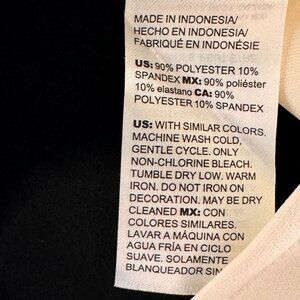 MADE IN INDONESIA/
HECHO EN INDONESIA/
FABRIQUÉ EN INDONÉSIE
US: 90% POLYESTER 10%
SPANDEX MX: 90% poliéster
10% elastano CA: 90%
POLYESTER 10% SPANDEX
US: WITH SIMILAR COLORS.
MACHINE WASH COLD,
GENTLE CYCLE. ONLY
NON-CHLORINE BLEACH.
TUMBLE DRY LOW. WARM
IRON. DO NOT IRON ON
DECORATION. MAY BE DRY
CLEANED MX: CON
COLORES SIMILARES.
LAVAR A MÁQUINA CON
AGUA FRÍA EN CICLO
SUAVE. SOLAMENTE
BLANQUEADOR SIN